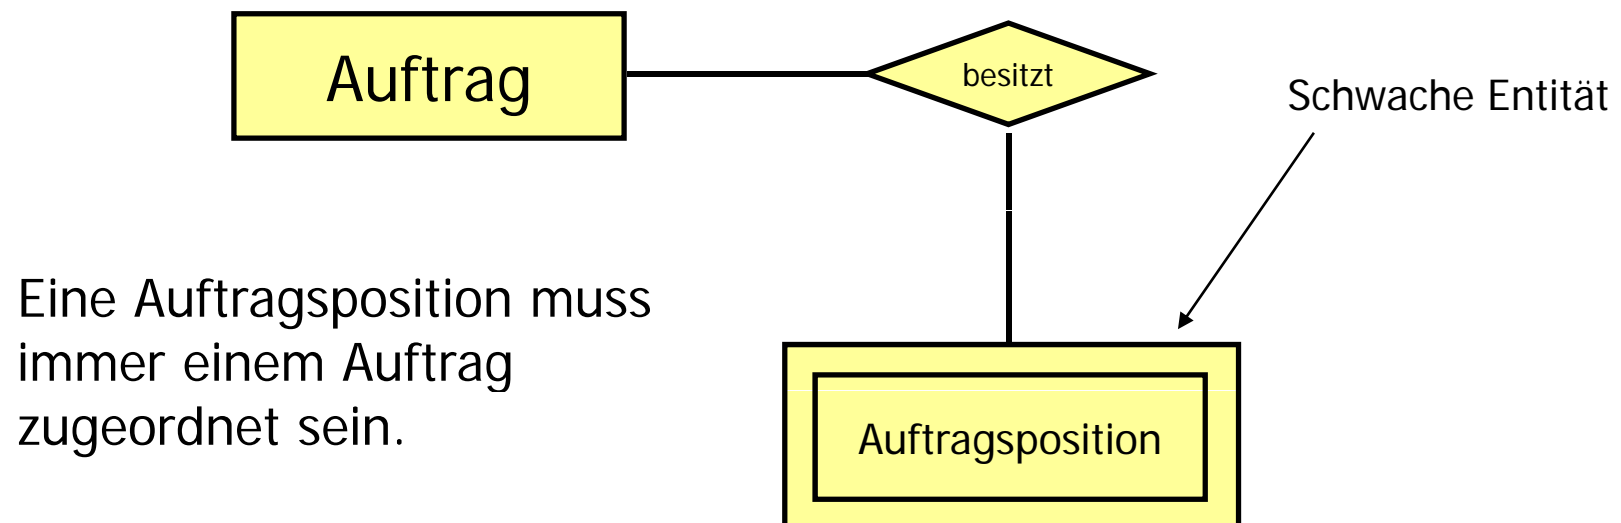 Auftrag
besitzt
Schwache Entität
Eine Auftragsposition muss
immer einem Auftrag
zugeordnet sein.
Auftragsposition